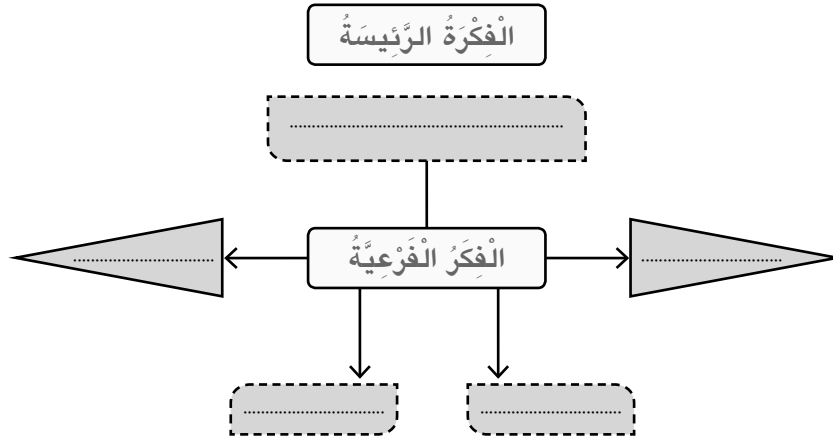 الْفِكْرَةُ الرَّئِيسَةُ
الْفِكَرُ الْفَرْعِيَّةُ